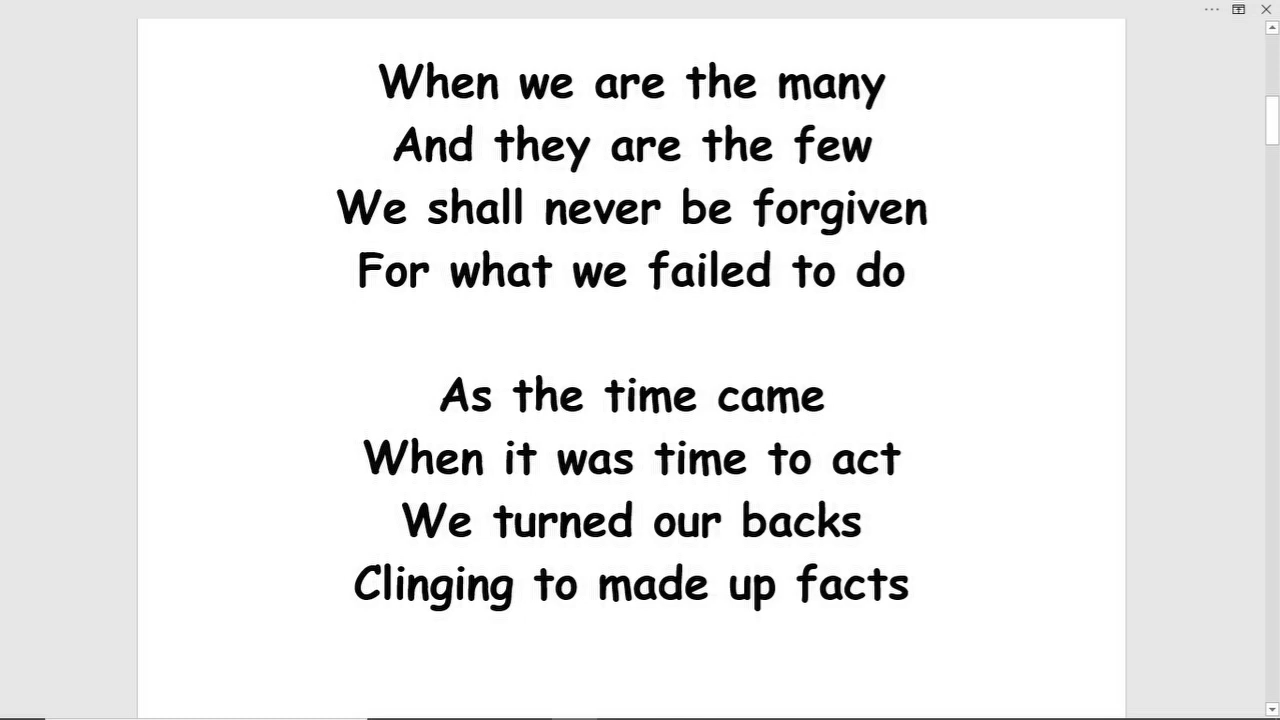 When we are the many
And they are the few
We shall never be forgiven
For what we failed to do
As the time came
When it was time to act
We turned our backs
Clinging to made up facts